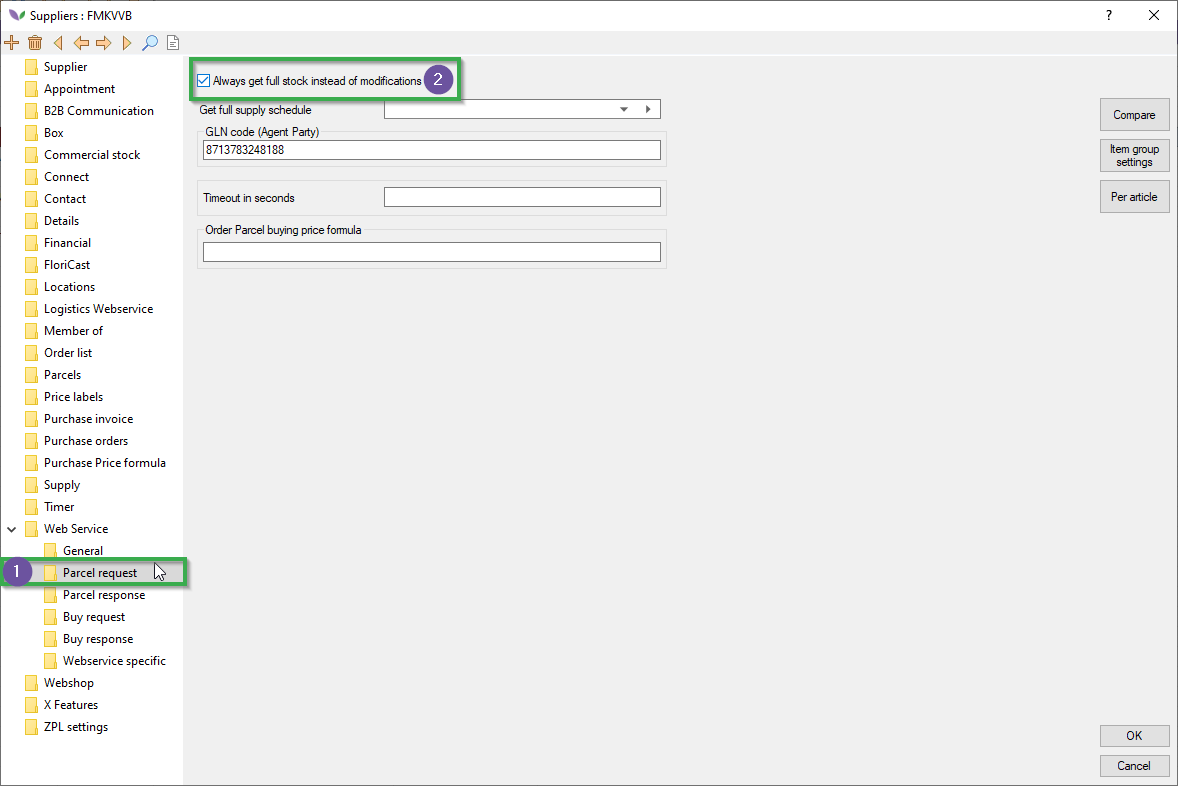 Suppliers : FMKVVB
?
Supplier
Appointment
B2B Communication
Box
Commercial stock
Connect
Contact
Details
Financial
FloriCast
Locations
Logistics Webservice
Member of
Order list
Parcels
Price labels
Purchase invoice
Purchase orders
Purchase Price formula
Supply
Timer
Web Service
General
1
Parcel request
Parcel response
Buy request
Buy response
Webservice specific
Webshop
X Features
ZPL settings
Always get full stock instead of modifications
2
Get full supply schedule
GLN code (Agent Party)
8713783248188
Timeout in seconds
Order Parcel buying price formula
Compare
Item group
settings
Per article
OK
Cancel